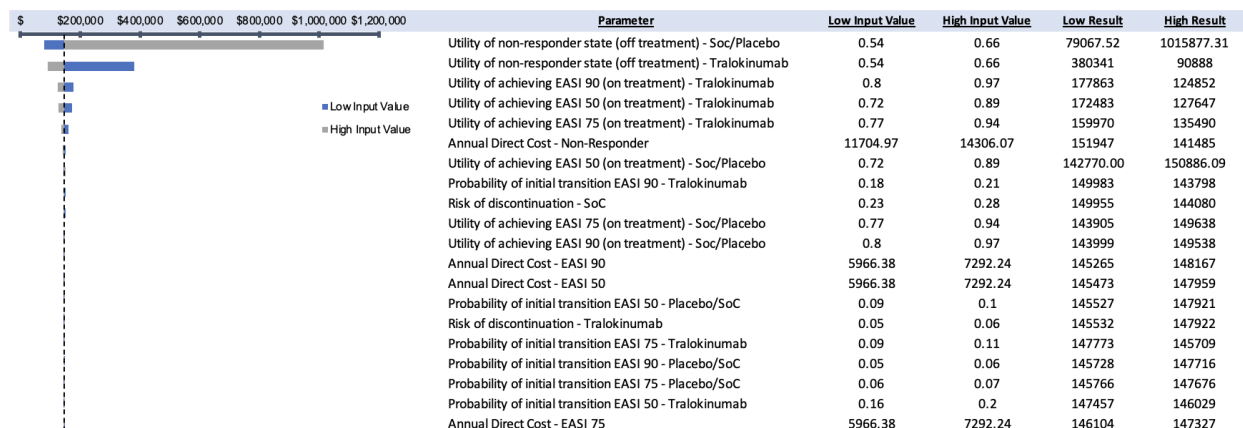 $ $200,000 $400,000 $600,000 $800,000 $1,000,000 $1,200,000 Parameter Low Input Value High Input Value Low Result High Result
Utility of non-responder state (off treatment) - Soc/Placebo 0.54 0.66 79067.52 1015877.31
Utility of non-responder state (off treatment) - Tralokinumab 0.54 0.66 380341 90888
Utility of achieving EASI 90 (on treatment) - Tralokinumab 0.8 0.97 177863 124852
Utility of achieving EASI 50 (on treatment) - Tralokinumab 0.72 0.89 172483 127647
Utility of achieving EASI 75 (on treatment) - Tralokinumab 0.77 0.94 159970 135490
Annual Direct Cost - Non-Responder 11704.97 14306.07 151947 141485
Utility of achieving EASI 50 (on treatment) - Soc/Placebo 0.72 0.89 142770.00 150886.09
Probability of initial transition EASI 90 - Tralokinumab 0.18 0.21 149983 143798
Risk of discontinuation - SoC 0.23 0.28 149955 144080
Utility of achieving EASI 75 (on treatment) - Soc/Placebo 0.77 0.94 143905 149638
Utility of achieving EASI 90 (on treatment) - Soc/Placebo 0.8 0.97 143999 149538
Annual Direct Cost - EASI 90 5966.38 7292.24 145265 148167
Annual Direct Cost - EASI 50 5966.38 7292.24 145473 147959
Probability of initial transition EASI 50 - Placebo/SoC 0.09 0.1 145527 147921
Risk of discontinuation - Tralokinumab 0.05 0.06 145532 147922
Probability of initial transition EASI 75 - Tralokinumab 0.09 0.11 147773 145709
Probability of initial transition EASI 90 - Placebo/SoC 0.05 0.06 145728 147716
Probability of initial transition EASI 75 - Placebo/SoC 0.06 0.07 145766 147676
Probability of initial transition EASI 50 - Tralokinumab 0.16 0.2 147457 146029
Annual Direct Cost - EASI 75 5966.38 7292.24 146104 147327
Low Input Value
High Input Value